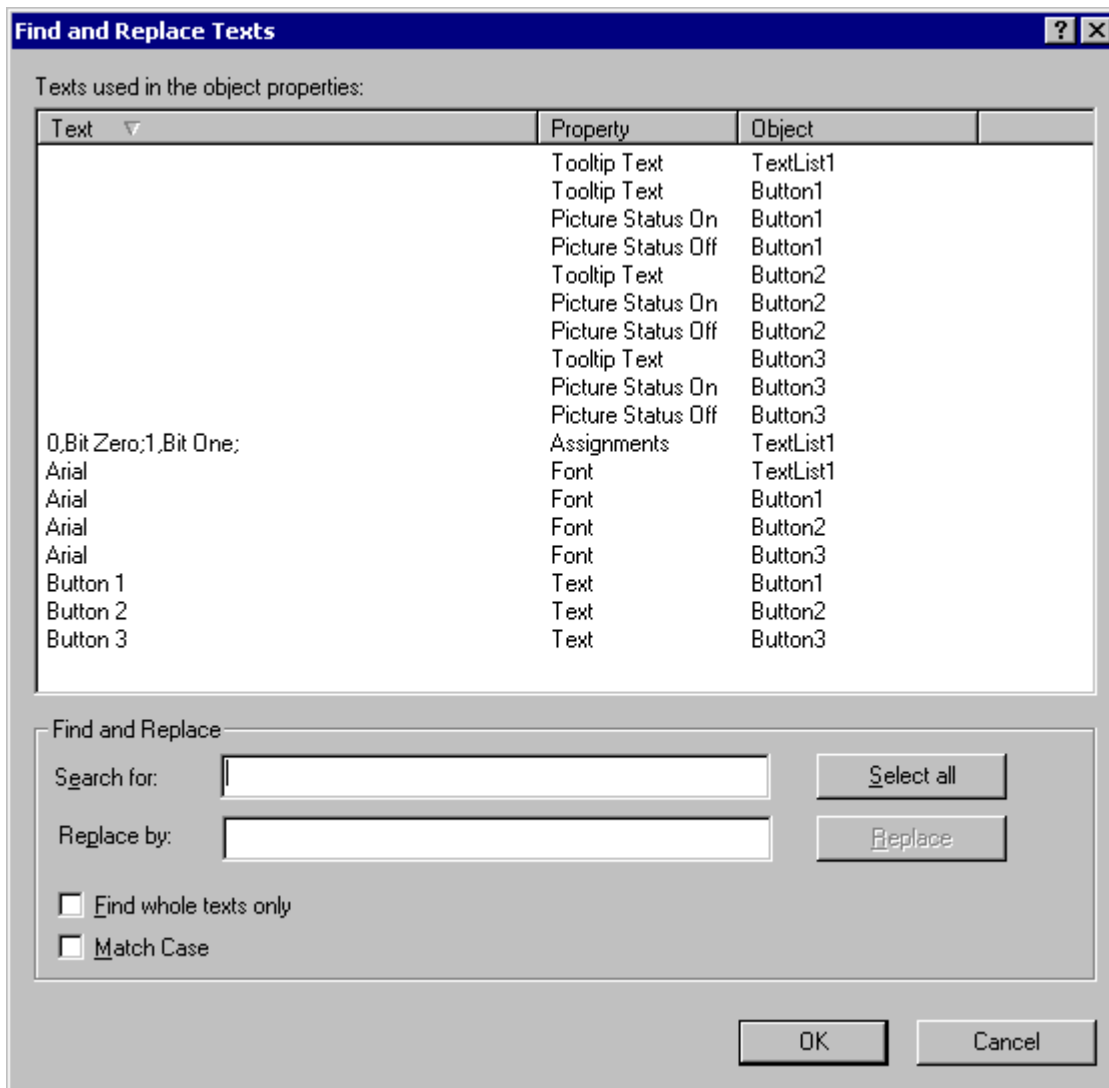 Find and Replace Texts
Texts used in the object properties:
Text Property Object
Tooltip Text TextList1
Tooltip Text Button1
Picture Status On Button1
Picture Status Off Button1
Tooltip Text Button2
Picture Status On Button2
Picture Status Off Button2
Tooltip Text Button3
Picture Status On Button3
Picture Status Off Button3
0,Bit Zero;1,Bit One; Assignments TextList1
Arial Font TextList1
Arial Font Button1
Arial Font Button2
Arial Font Button3
Button 1 Text Button1
Button 2 Text Button2
Button 3 Text Button3
Find and Replace
Search for: Select all
Replace by: Replace
Find whole texts only
Match Case
OK Cancel